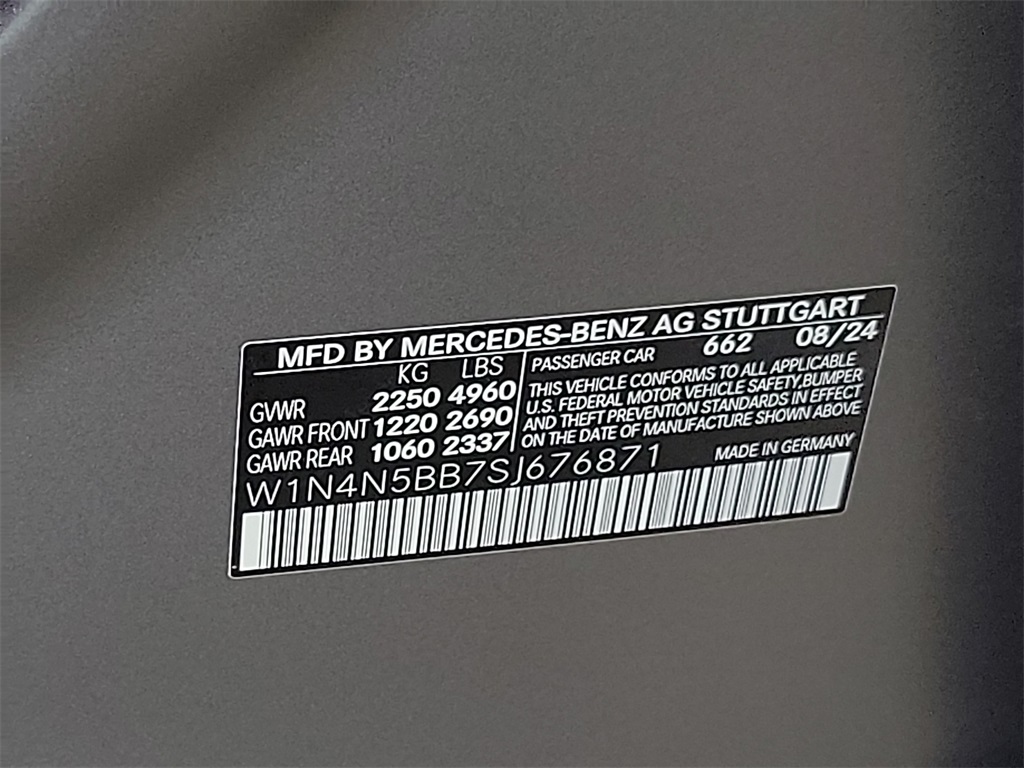 MFD BY MERCEDES-BENZ AG STUTTGART
KG LBS
GVWR 2250 4960
GAWR FRONT 1220 2690
GAWR REAR 1060 2337
PASSENGER CAR 662 08/24
THIS VEHICLE CONFORMS TO ALL APPLICABLE
U.S. FEDERAL MOTOR VEHICLE SAFETY,BUMPER
AND THEFT PREVENTION STANDARDS IN EFFECT
ON THE DATE OF MANUFACTURE SHOWN ABOVE
W1N4N5BB7SJ676871
MADE IN GERMANY